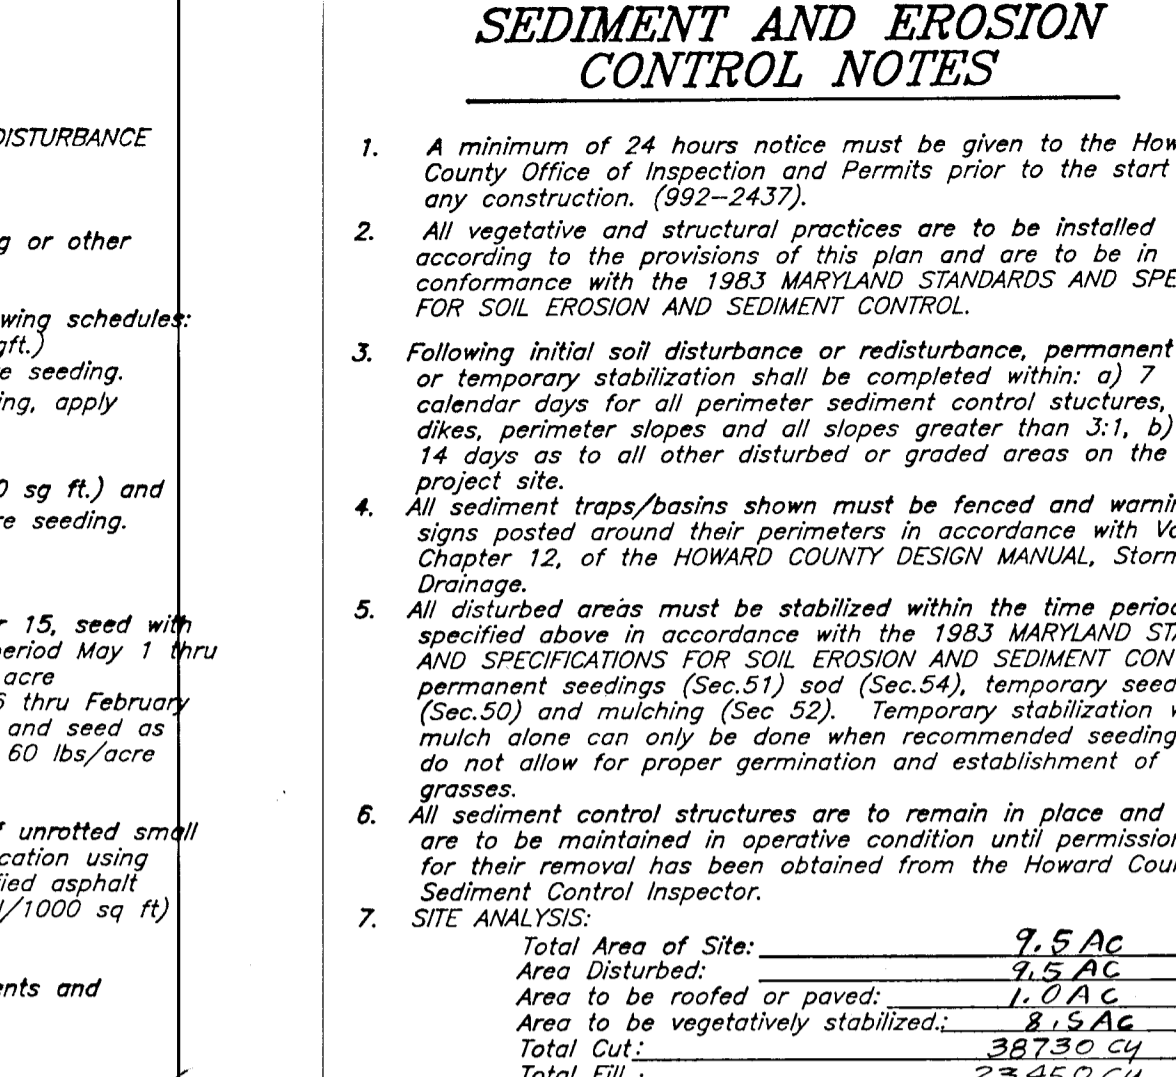 DISTURBANCE
or other
wing schedules:
seeding.
ing, apply
sg ft.) and
seeding.
15, seed with
period May 1 thru
acre
thru February
and seed as
60 lbs/acre
unrotted small
cation using
fied asphalt
/1000 sq ft)
ents and
SEDIMENT AND EROSION
CONTROL NOTES
1. A minimum of 24 hours notice must be given to the How
County Office of Inspection and Permits prior to the start
any construction. (992-2437).
2. All vegetative and structural practices are to be installed
according to the provisions of this plan and are to be in
conformance with the 1983 MARYLAND STANDARDS AND SPE
FOR SOIL EROSION AND SEDIMENT CONTROL.
3. Following initial soil disturbance or redisturbance, permanent
or temporary stabilization shall be completed within: a) 7
calendar days for all perimeter sediment control stuctures,
dikes, perimeter slopes and all slopes greater than 3:1, b)
14 days as to all other disturbed or graded areas on the
project site.
4. All sediment traps/basins shown must be fenced and warnin
signs posted around their perimeters in accordance with Vo
Chapter 12, of the HOWARD COUNTY DESIGN MANUAL, Storm
Drainage.
5. All disturbed areas must be stabilized within the time period
specified above in accordance with the 1983 MARYLAND STA
AND SPECIFICATIONS FOR SOIL EROSION AND SEDIMENT CON
permanent seedings (Sec.51) sod (Sec.54), temporary seed
(Sec.50) and mulching (Sec 52). Temporary stabilization w
mulch alone can only be done when recommended seeding
do not allow for proper germination and establishment of
grasses.
6. All sediment control structures are to remain in place and
are to be maintained in operative condition until permission
for their removal has been obtained from the Howard Cou
Sediment Control Inspector.
7. SITE ANALYSIS:
Total Area of Site: 9.5 AC
Area Disturbed: 9.5 AC
Area to be roofed or paved: 1.0 AC
Area to be vegetatively stabilized.: 8.5 AC
Total Cut: 38730 CY
Total Fill : 23450 CY